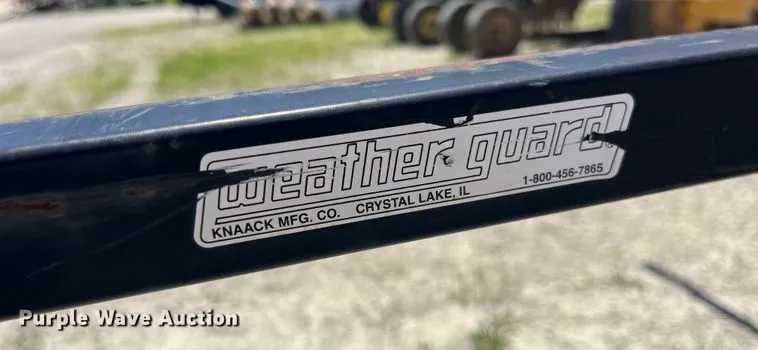 weather guard®
KNAACK MFG. CO. CRYSTAL LAKE, IL 1-800-456-7865
Purple Wave Auction